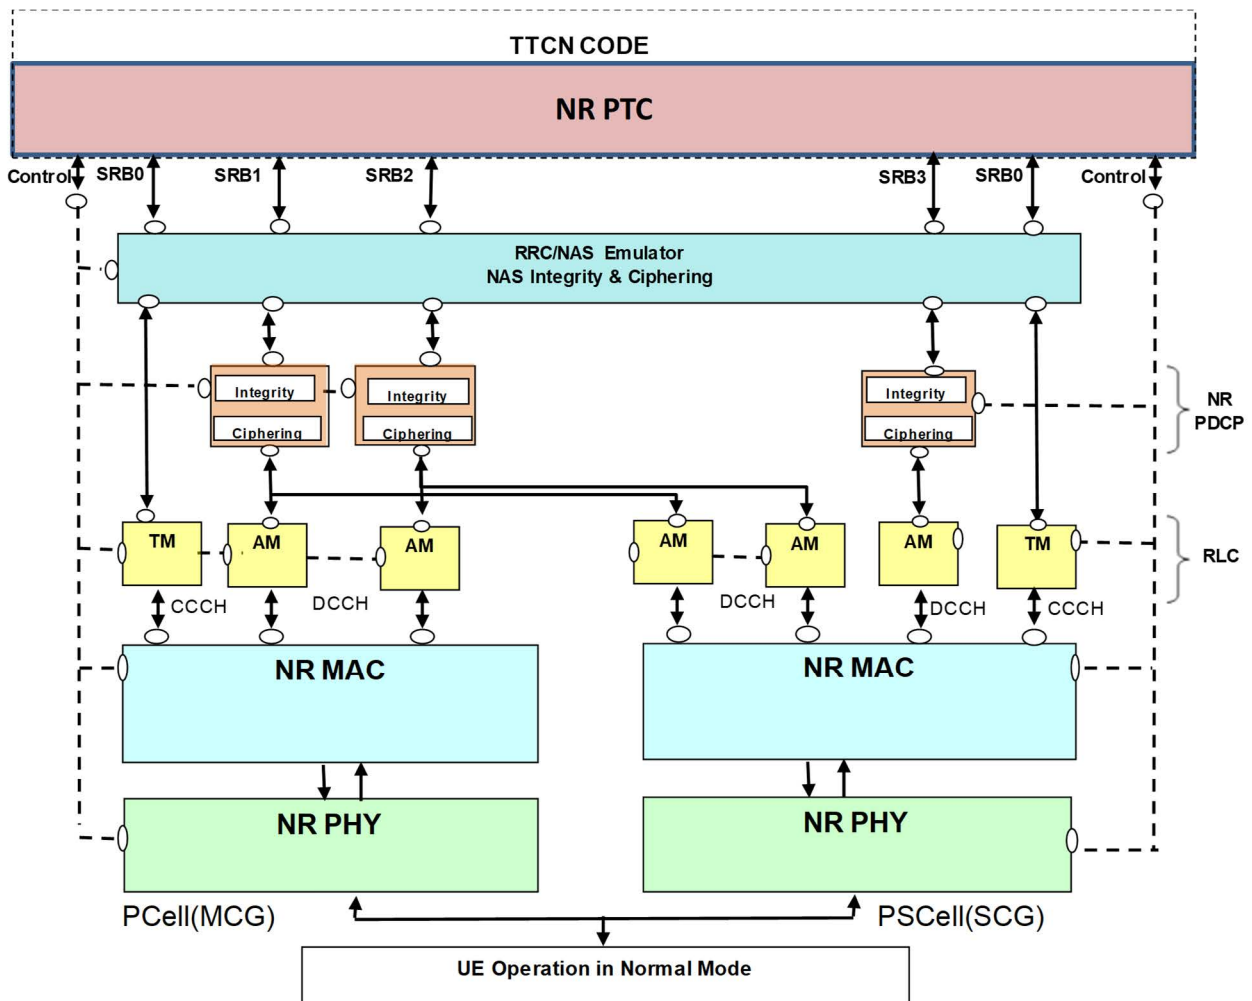 TTCN CODE
NR PTC
Control
SRB0
SRB1
SRB2
SRB3
SRB0
Control
RRC/NAS Emulator
NAS Integrity & Ciphering
Integrity
Ciphering
Integrity
Ciphering
Integrity
Ciphering
NR
PDCP
TM
AM
AM
AM
AM
AM
TM
RLC
CCCH
DCCH
DCCH
DCCH
CCCH
NR MAC
NR MAC
NR PHY
NR PHY
PCell(MCG)
PSCell(SCG)
UE Operation in Normal Mode